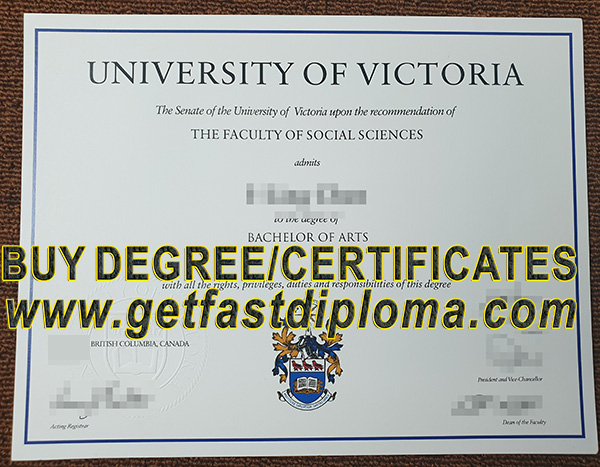 UNIVERSITY OF VICTORIA
The Senate of the University of Victoria upon the recommendation of
THE FACULTY OF SOCIAL SCIENCES
admits
to the degree of
BACHELOR OF ARTS
BUY DEGREE/CERTIFICATES
with all the rights, privileges, duties and responsibilities of this degree
www.getfastdiploma.com
BRITISH COLUMBIA, CANADA
President and Vice Chancellor
Acting Registrar
Dean of the Faculty